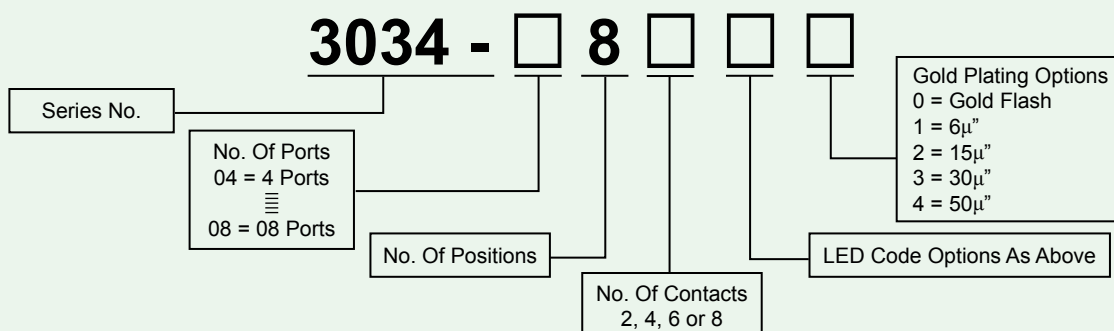 3034 - □ 8 □ □ □
Series No.
No. Of Ports
04 = 4 Ports
08 = 08 Ports
No. Of Positions
No. Of Contacts
2, 4, 6 or 8
LED Code Options As Above
Gold Plating Options
0 = Gold Flash
1 = 6μ”
2 = 15μ”
3 = 30μ”
4 = 50μ”